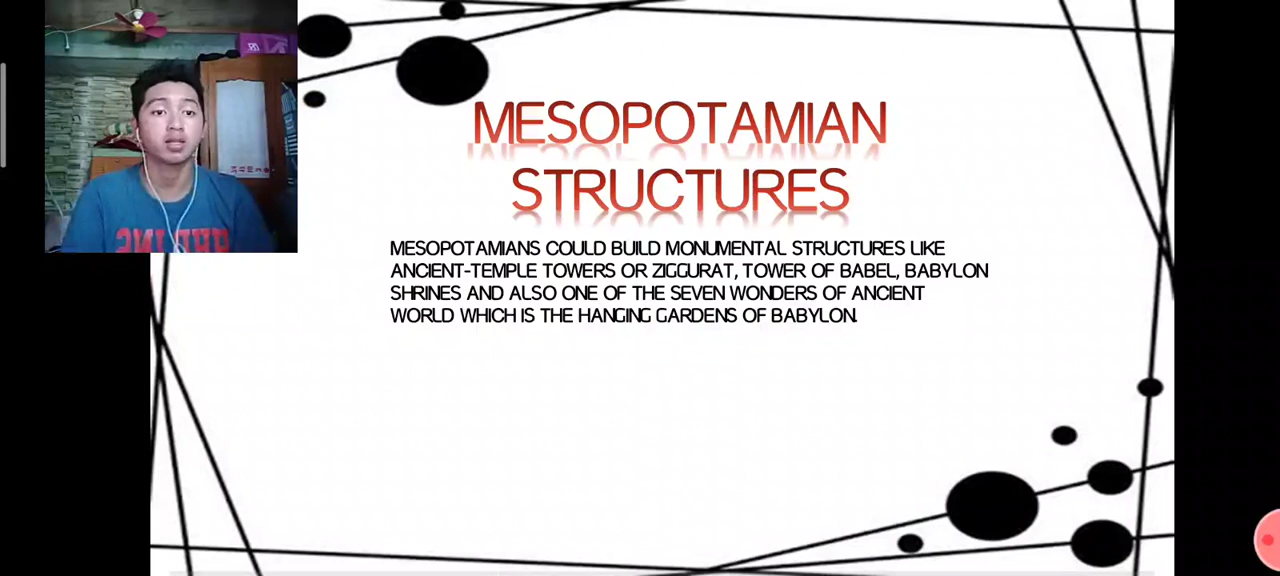 MESOPOTAMIAN
STRUCTURES
MESOPOTAMIANS COULD BUILD MONUMENTAL STRUCTURES LIKE
ANCIENT-TEMPLE TOWERS OR ZIGGURAT, TOWER OF BABEL, BABYLON
SHRINES AND ALSO ONE OF THE SEVEN WONDERS OF ANCIENT
WORLD WHICH IS THE HANGING GARDENS OF BABYLON.